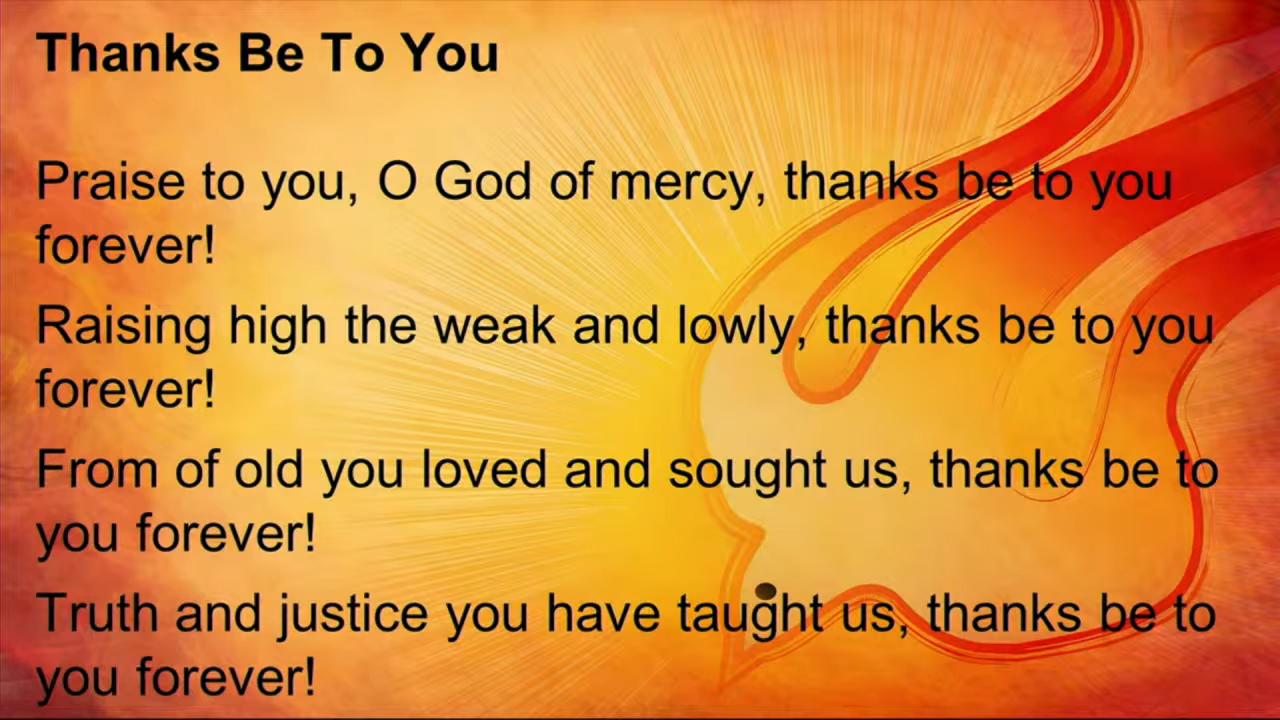 Thanks Be To You
Praise to you, O God of mercy, thanks be to you
forever!
Raising high the weak and lowly, thanks be to you
forever!
From of old you loved and sought us, thanks be to
you forever!
Truth and justice you have taught us, thanks be to
you forever!